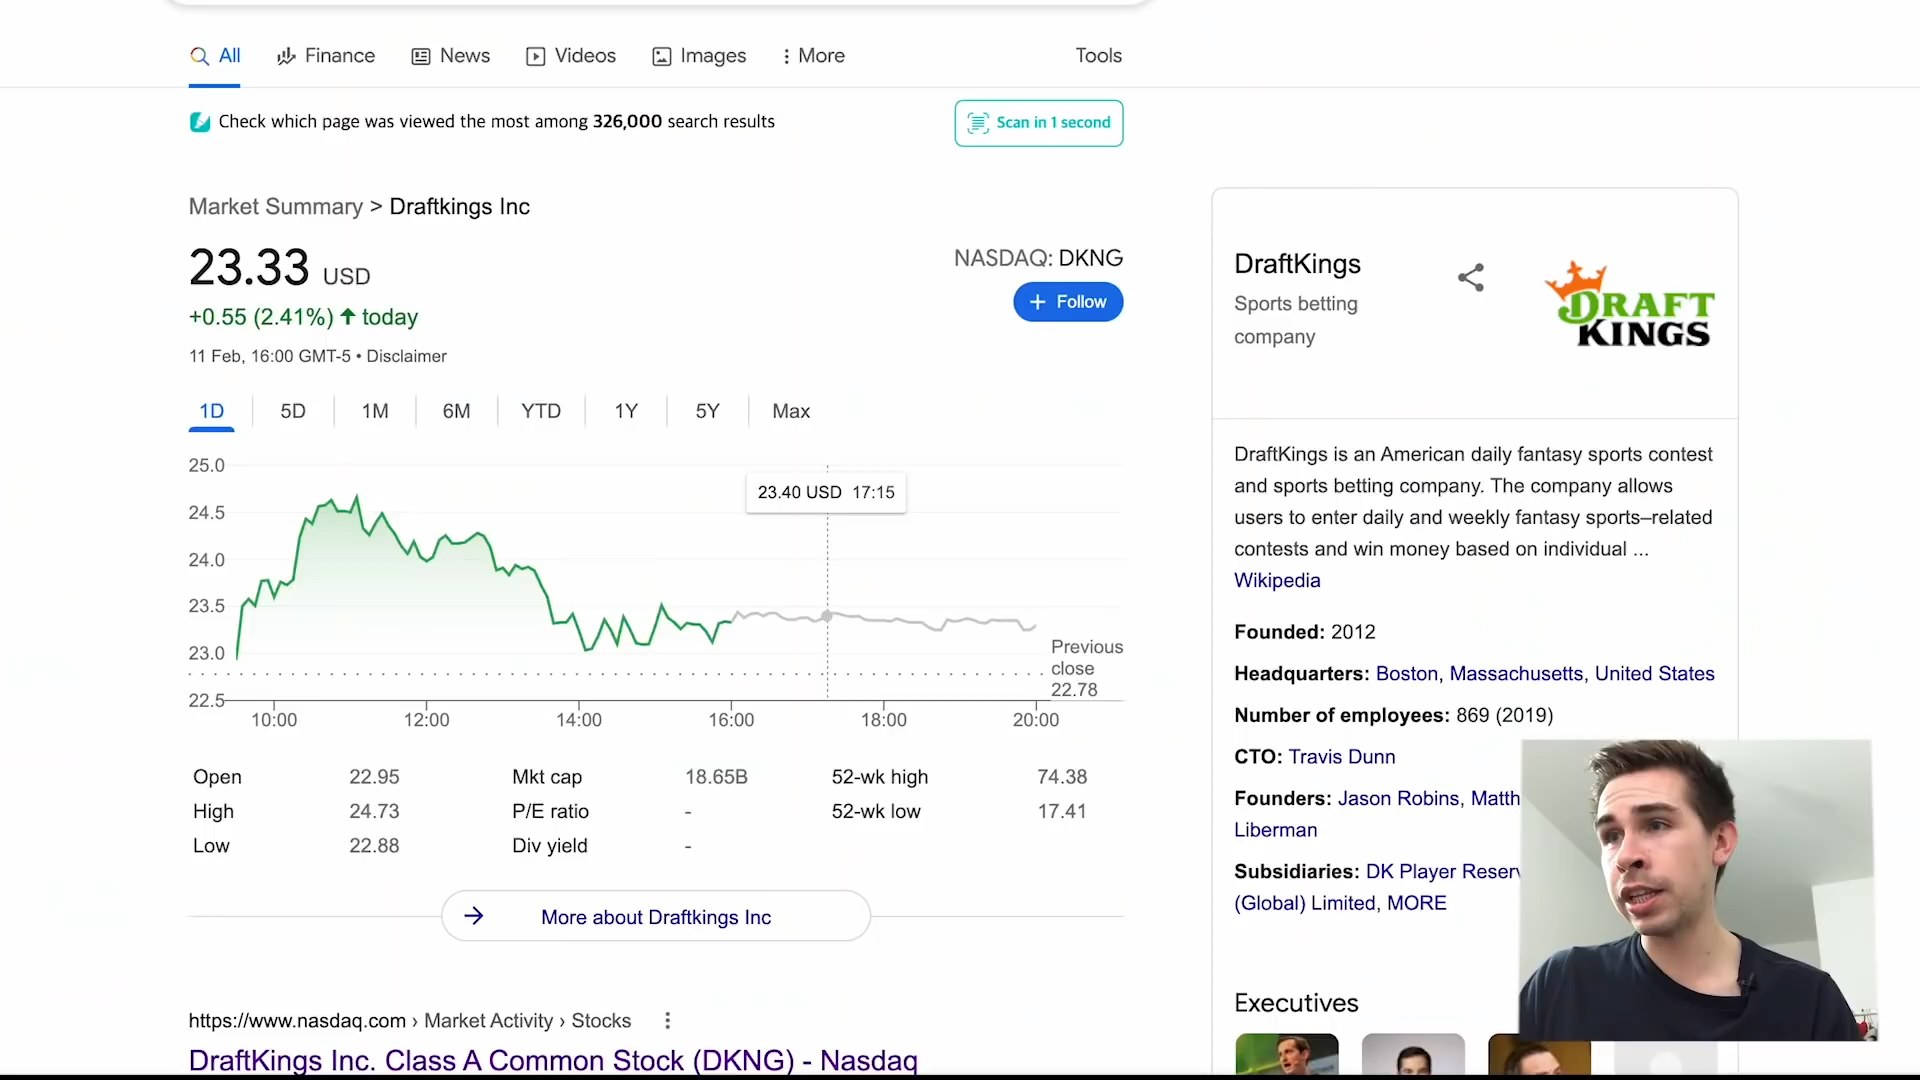 All
Finance
News
Videos
Images
More
Tools
Check which page was viewed the most among 326,000 search results
Scan in 1 second
Market Summary > Draftkings Inc
23.33 USD
+0.55 (2.41%) ↑ today
11 Feb, 16:00 GMT-5 • Disclaimer
NASDAQ: DKNG
+ Follow
1D 5D 1M 6M YTD 1Y 5Y Max
25.0
24.5
24.0
23.5
23.0
22.5
23.40 USD 17:15
Previous
close
22.78
10:00 12:00 14:00 16:00 18:00 20:00
Open 22.95 Mkt cap 18.65B 52-wk high 74.38
High 24.73 P/E ratio - 52-wk low 17.41
Low 22.88 Div yield -
More about Draftkings Inc
https://www.nasdaq.com › Market Activity › Stocks
DraftKings Inc. Class A Common Stock (DKNG) - Nasdaq
DraftKings
Sports betting
company
DRAFT
KINGS
DraftKings is an American daily fantasy sports contest
and sports betting company. The company allows
users to enter daily and weekly fantasy sports–related
contests and win money based on individual ...
Wikipedia
Founded: 2012
Headquarters: Boston, Massachusetts, United States
Number of employees: 869 (2019)
CTO: Travis Dunn
Founders: Jason Robins, Matth
Liberman
Subsidiaries: DK Player Reserv
(Global) Limited, MORE
Executives